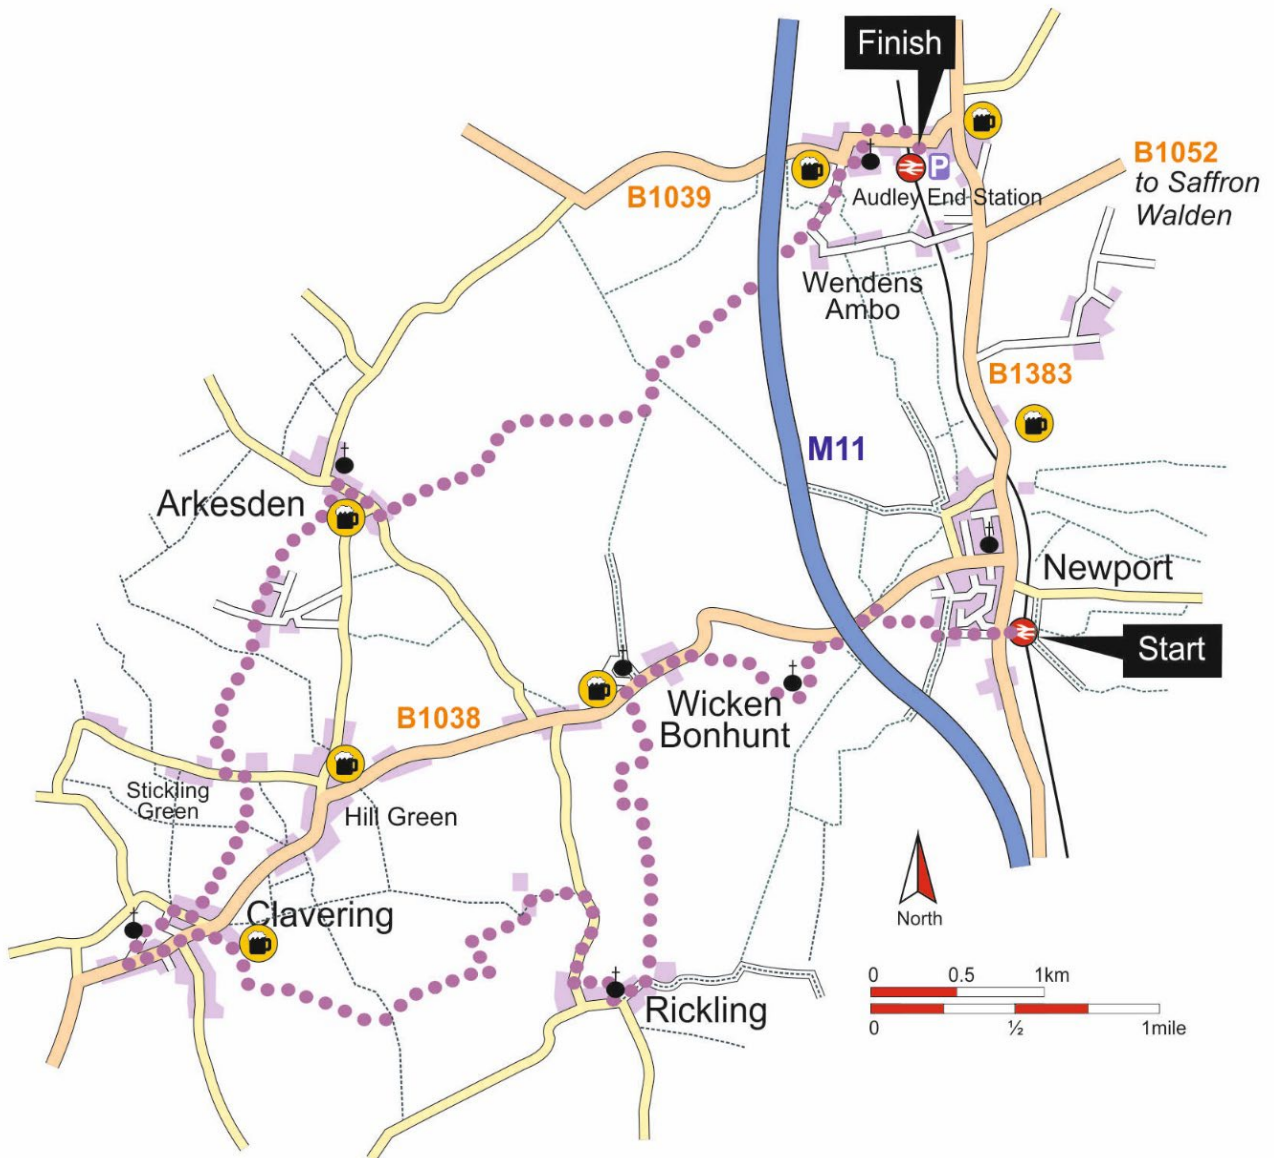 Finish
B1052
to Saffron
Walden
P
B1039
Audley End Station
Wendens
Ambo
B1383
M11
Arkesden
Newport
Start
Wicken
Bonhunt
B1038
Stickling
Green
Hill Green
Clavering
North
Rickling
0 0.5 1km
0 ½ 1mile